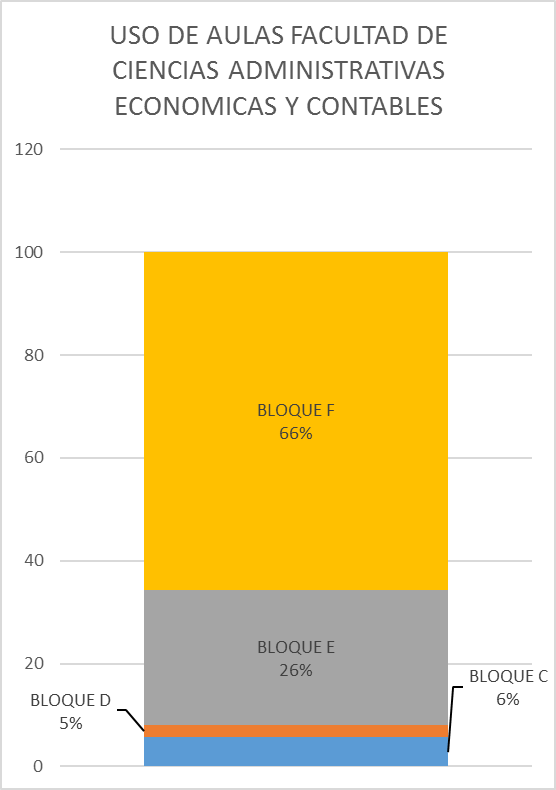 USO DE AULAS FACULTAD DE
CIENCIAS ADMINISTRATIVAS
ECONOMICAS Y CONTABLES
120
100
80
60
40
20
0
BLOQUE F
66%
BLOQUE E
26%
BLOQUE D
5%
BLOQUE C
6%